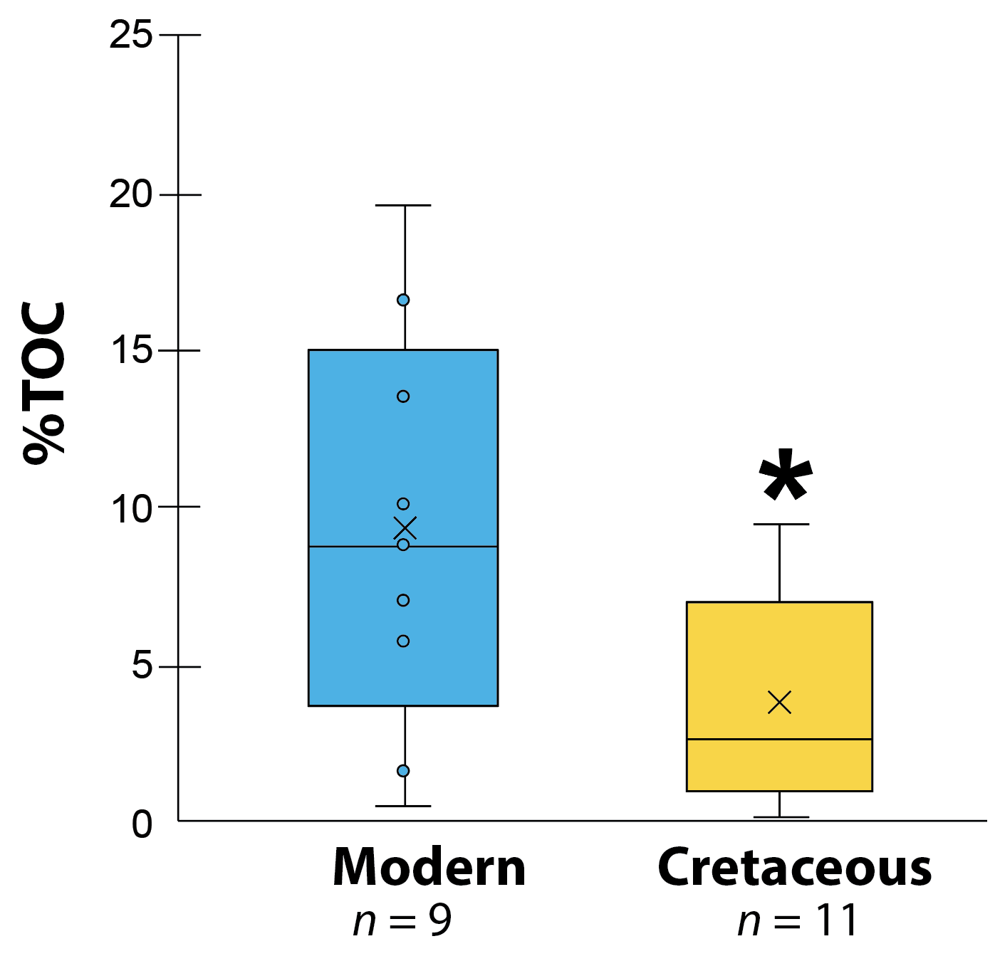 25
20
15
10
5
0
%TOC
*
Modern
Cretaceous
n = 9
n = 11